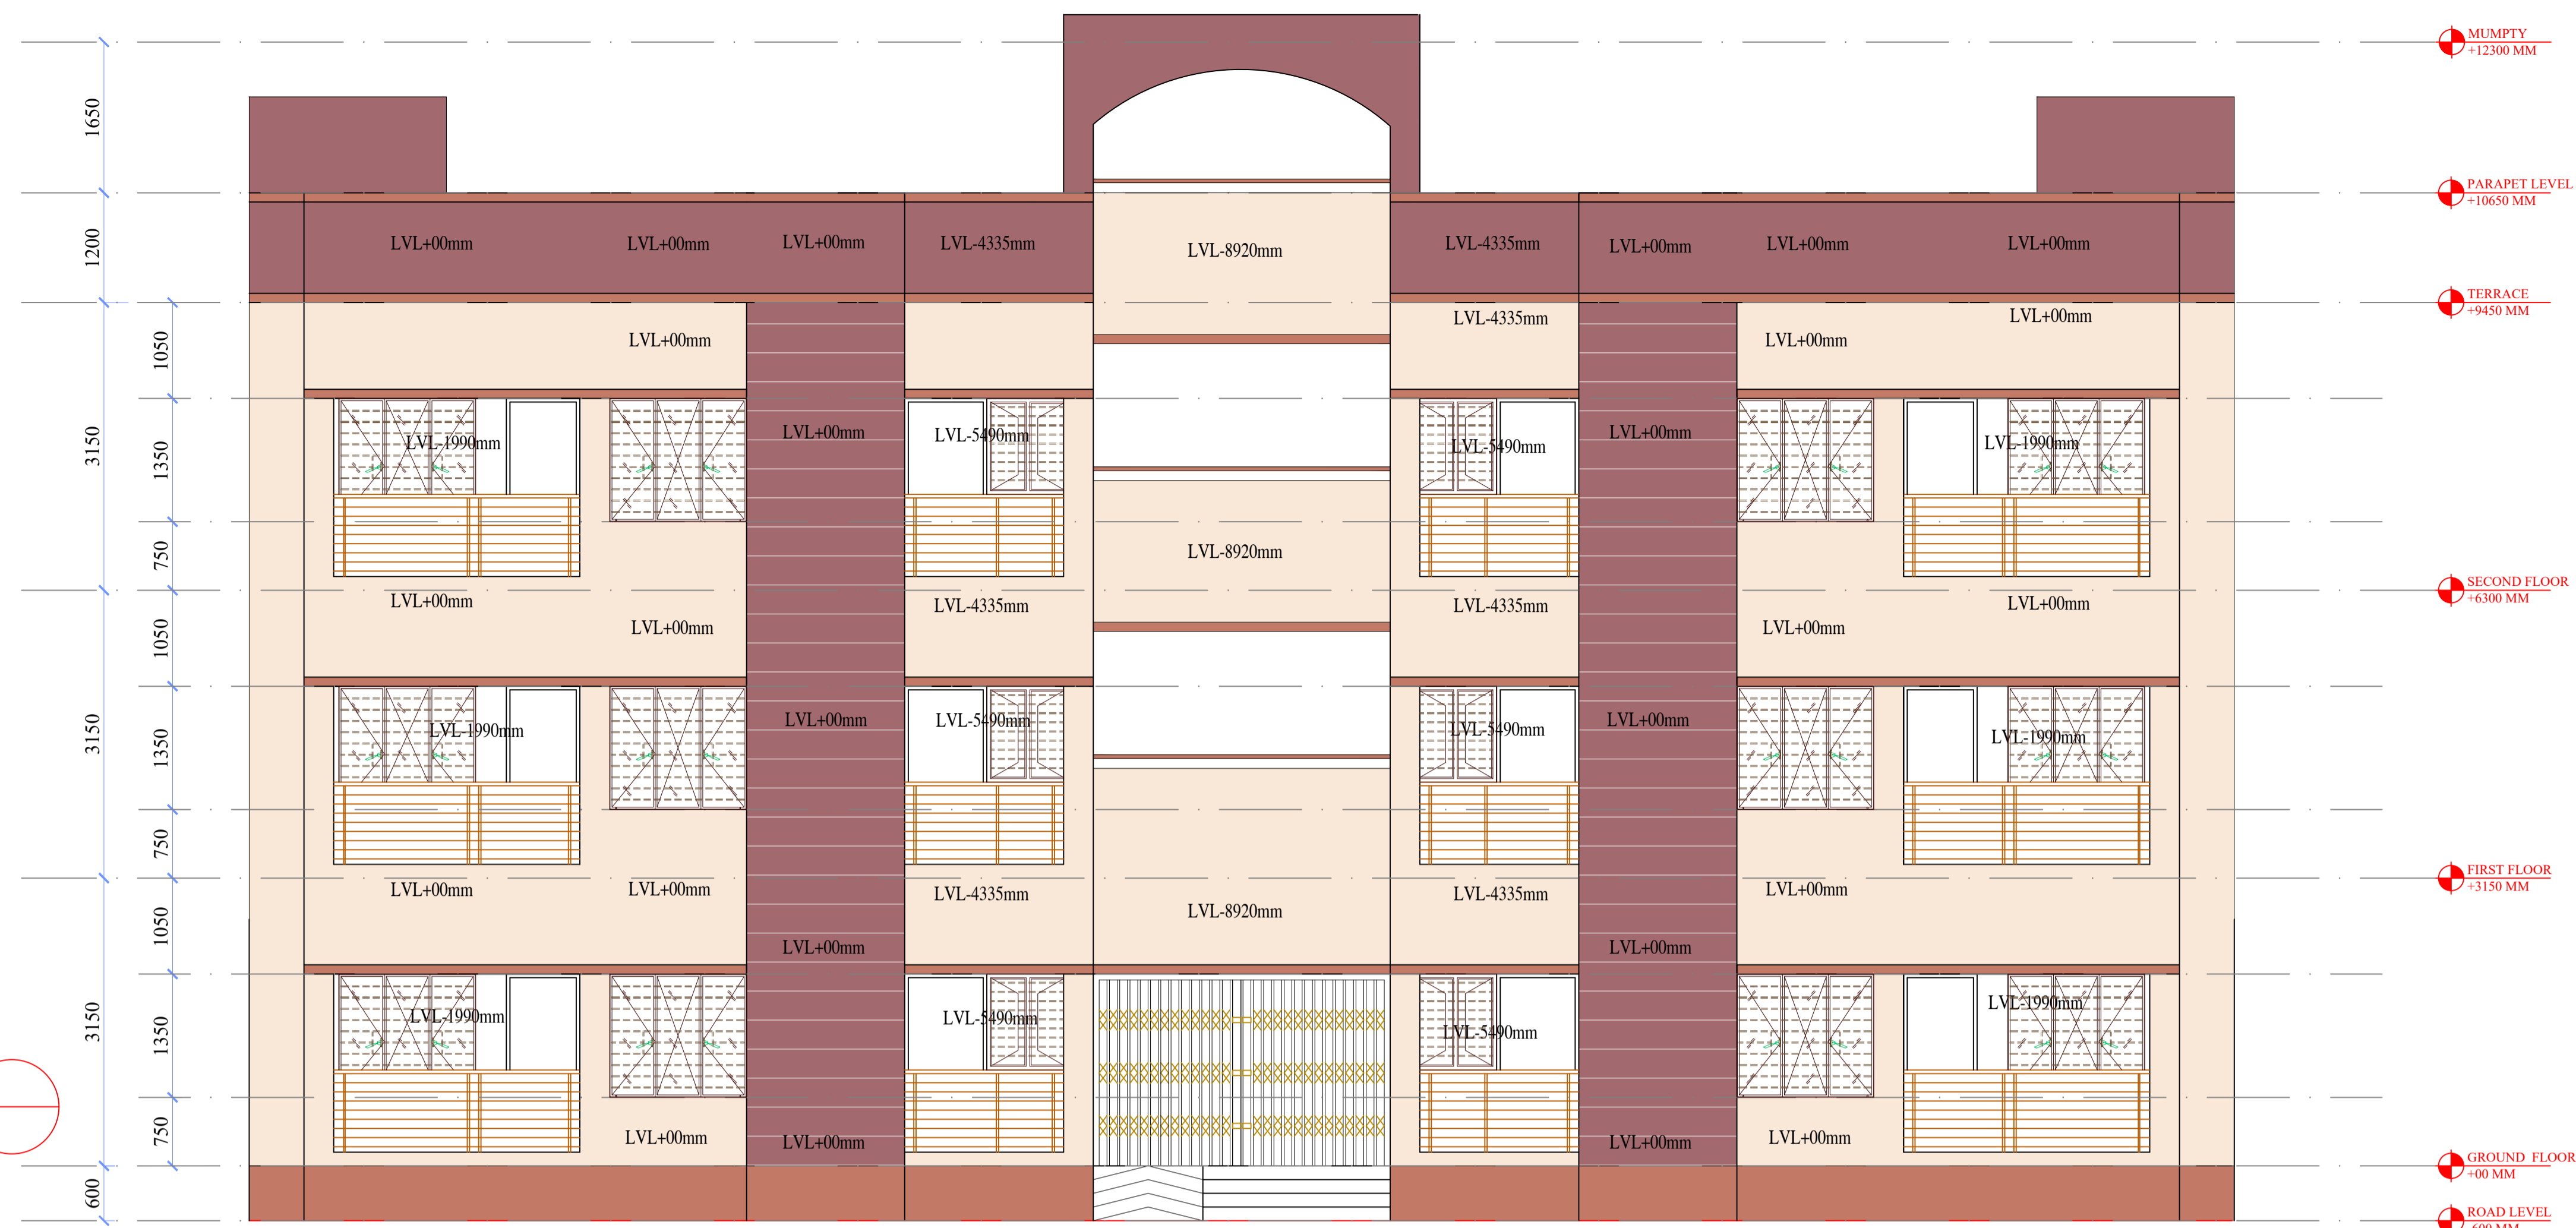 MUMPTY
+12300 MM
1650
PARAPET LEVEL
+10650 MM
1200
LVL+00mm LVL+00mm LVL+00mm LVL-4335mm LVL-8920mm LVL-4335mm LVL+00mm LVL+00mm LVL+00mm
TERRACE
+9450 MM
LVL-4335mm LVL+00mm
1050 LVL+00mm LVL+00mm
3150 1350 LVL-1990mm LVL+00mm LVL-5490mm LVL-5490mm LVL+00mm LVL-1990mm
750 LVL-8920mm
SECOND FLOOR
+6300 MM
LVL+00mm LVL-4335mm LVL-4335mm LVL+00mm
1050 LVL+00mm LVL+00mm
3150 1350 LVL-1990mm LVL+00mm LVL-5490mm LVL-5490mm LVL+00mm LVL-1990mm
750
FIRST FLOOR
+3150 MM
LVL+00mm LVL+00mm LVL-4335mm LVL-4335mm LVL+00mm
1050 LVL-8920mm
LVL+00mm LVL+00mm
3150 1350 LVL-1990mm LVL-5490mm LVL-5490mm LVL-1990mm
750 LVL+00mm LVL+00mm LVL+00mm LVL+00mm
GROUND FLOOR
+00 MM
600
ROAD LEVEL